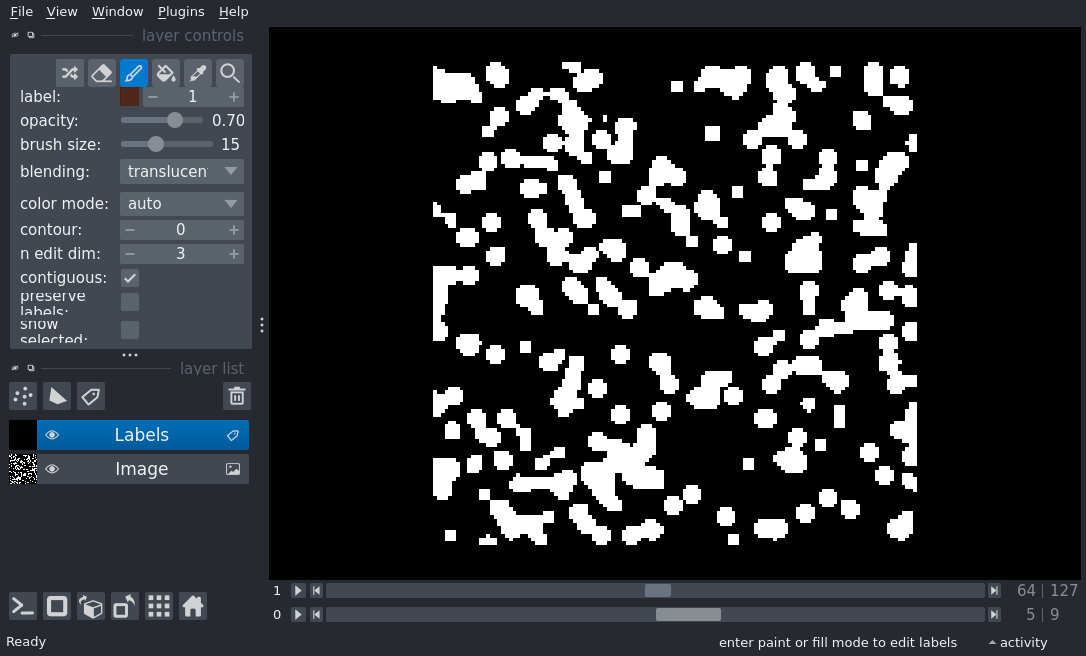 File View Window Plugins Help
layer controls
label: 1
opacity: 0.70
brush size: 15
blending: translucen
color mode: auto
contour: 0
n edit dim: 3
contiguous:
preserve
labels:
show
selected:
layer list
Labels
Image
1 64 127
0 5 9
Ready enter paint or fill mode to edit labels activity